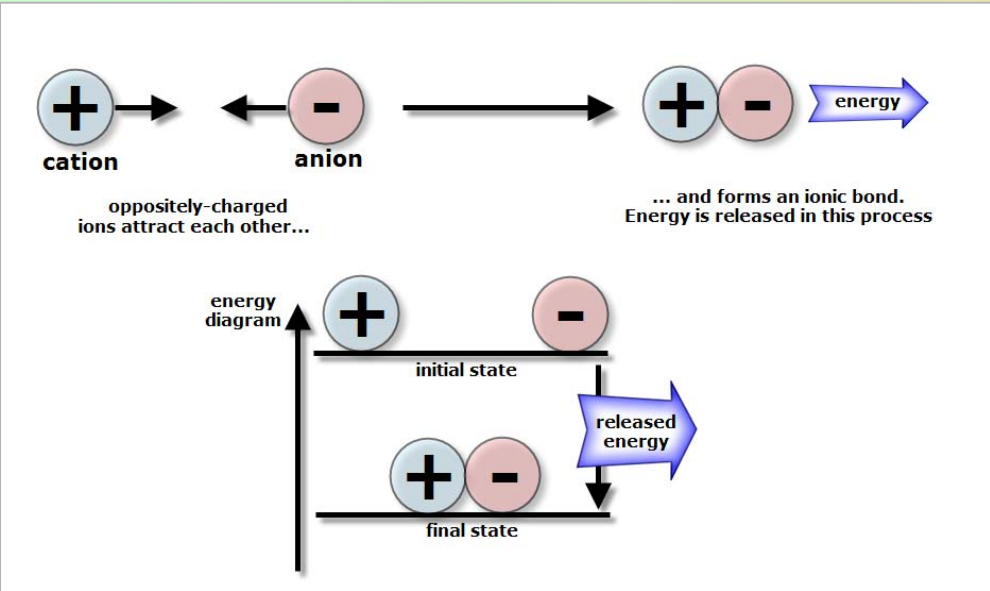 +
-
+ -
energy
cation
anion
oppositely-charged
ions attract each other...
... and forms an ionic bond.
Energy is released in this process
energy
diagram
+
-
initial state
released
energy
+ -
final state